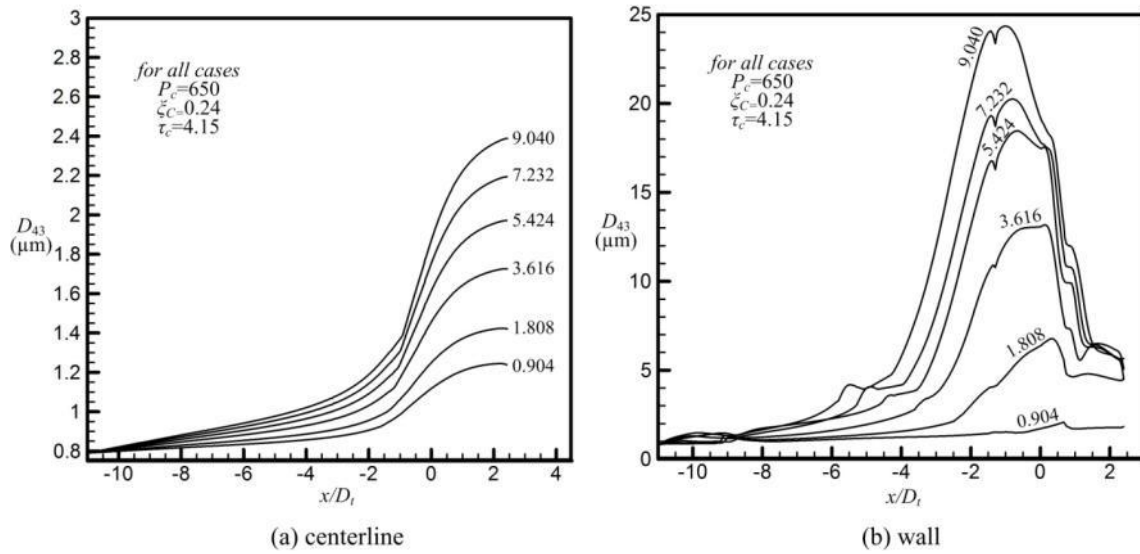 3
2.8
2.6
2.4
2.2
2
1.8
1.6
1.4
1.2
1
0.8
D43
(μm)
for all cases
Pc=650
ξC=0.24
τc=4.15
9.040
7.232
5.424
3.616
1.808
0.904
-10 -8 -6 -4 -2 0 2 4
x/Dt
(a) centerline
25
20
15
10
5
0
D43
(μm)
for all cases
Pc=650
ξC=0.24
τc=4.15
9.040
7.232
5.424
3.616
1.808
0.904
-10 -8 -6 -4 -2 0 2
x/Dt
(b) wall